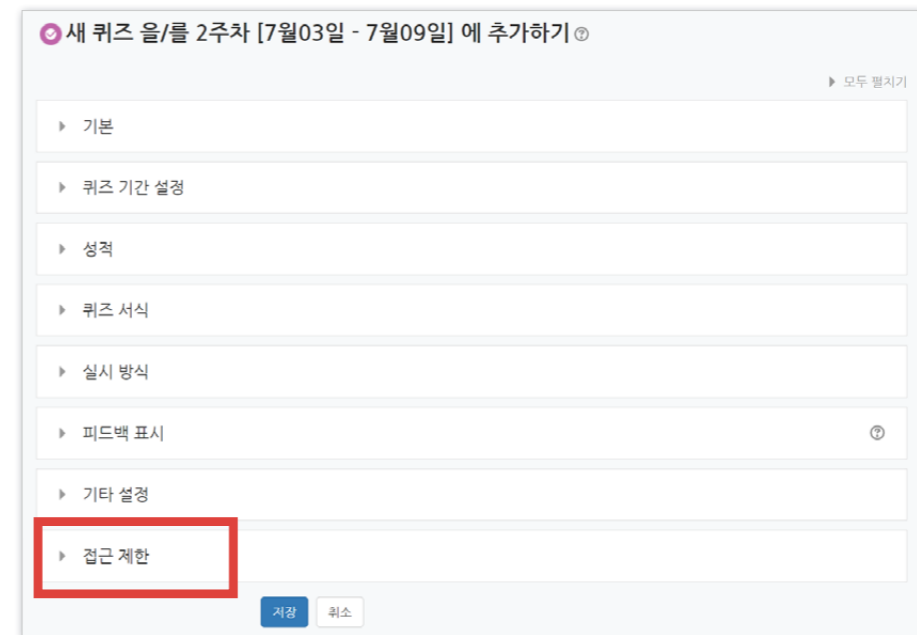 새 퀴즈 을/를 2주차 [7월03일 - 7월09일] 에 추가하기
모두 펼치기
기본
퀴즈 기간 설정
성적
퀴즈 서식
실시 방식
피드백 표시
기타 설정
접근 제한
저장 취소